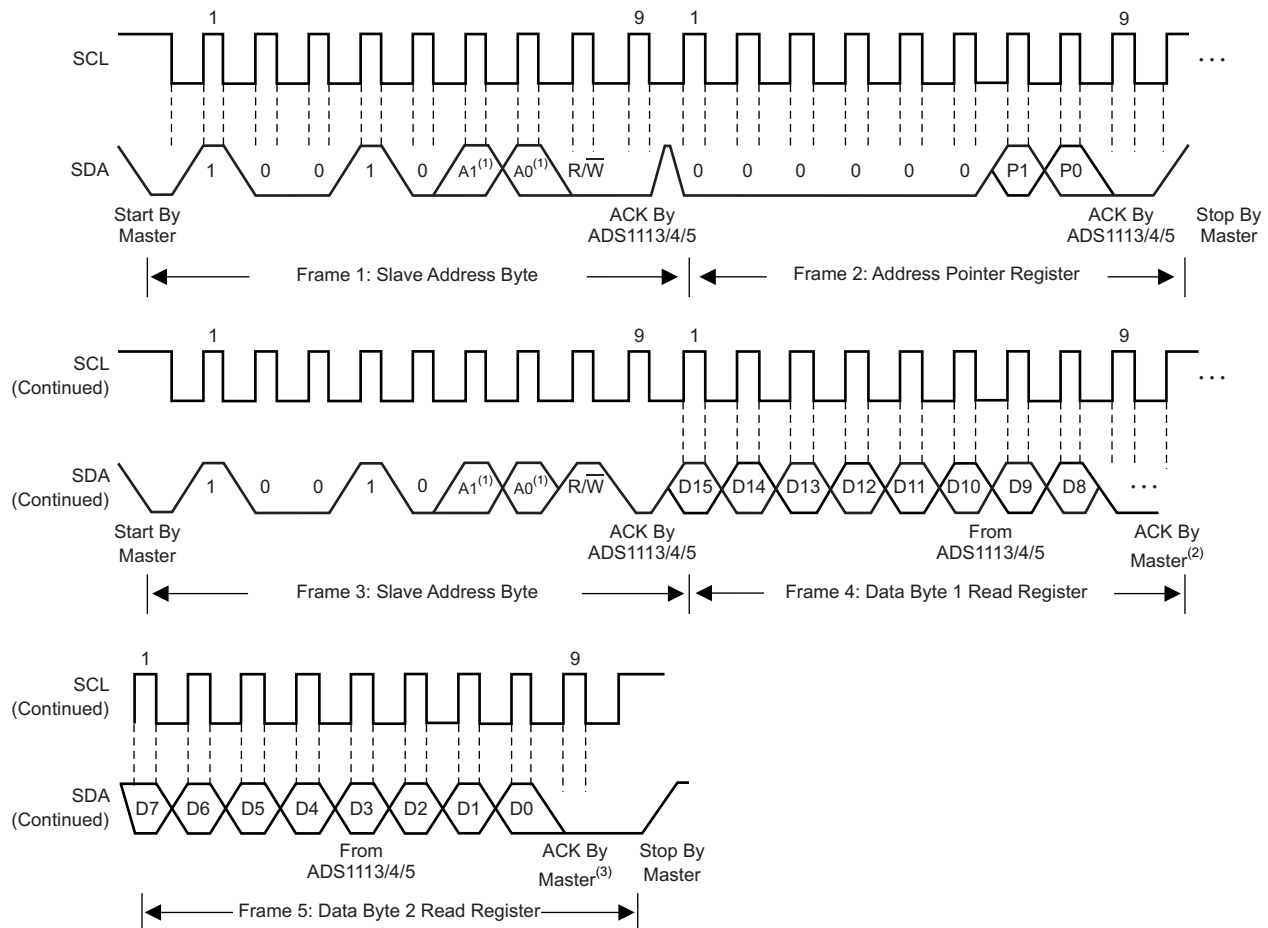 1 9 1 9
SCL ...
SDA 1 0 0 1 0 A1(1) A0(1) R/W̅ 0 0 0 0 0 0 P1 P0
Start By
Master
ACK By
ADS1113/4/5
ACK By
ADS1113/4/5
Stop By
Master
Frame 1: Slave Address Byte
Frame 2: Address Pointer Register
1 9 1 9
SCL
(Continued)
...
SDA
(Continued)
1 0 0 1 0 A1(1) A0(1) R/W̅ D15 D14 D13 D12 D11 D10 D9 D8 ...
Start By
Master
ACK By
ADS1113/4/5
From
ADS1113/4/5
ACK By
Master(2)
Frame 3: Slave Address Byte
Frame 4: Data Byte 1 Read Register
1 9
SCL
(Continued)
SDA
(Continued)
D7 D6 D5 D4 D3 D2 D1 D0
From
ADS1113/4/5
ACK By
Master(3)
Stop By
Master
Frame 5: Data Byte 2 Read Register